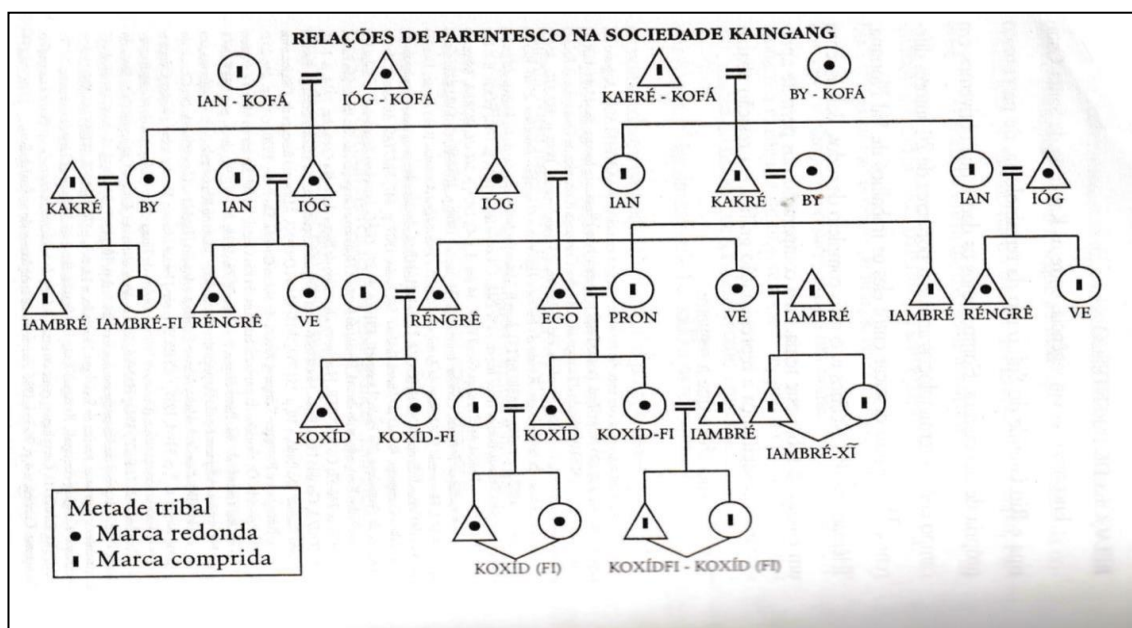 RELAÇÕES DE PARENTESCO NA SOCIEDADE KAINGANG
IAN - KOFÁ IÓG - KOFÁ KAERÉ - KOFÁ BY - KOFÁ
KAKRÉ BY IAN IÓG IÓG IAN KAKRÉ BY IAN IÓG
IAMBRÉ IAMBRÉ-FI RÉNGRÊ VE RÉNGRÊ EGO PRON VE IAMBRÉ IAMBRÉ RÉNGRÊ VE
KOXÍD KOXÍD-FI KOXÍD KOXÍD-FI IAMBRÉ
IAMBRÉ-XĨ
Metade tribal
Marca redonda
Marca comprida
KOXÍD (FI) KOXÍDFI - KOXÍD (FI)